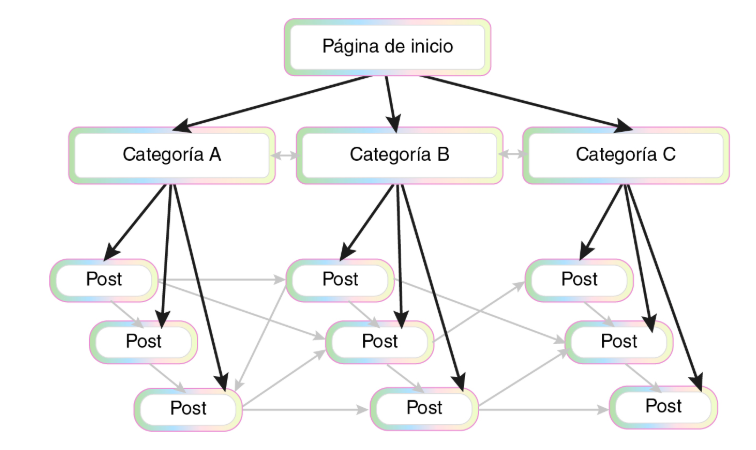 Página de inicio
Categoría A
Categoría B
Categoría C
Post
Post
Post
Post
Post
Post
Post
Post
Post